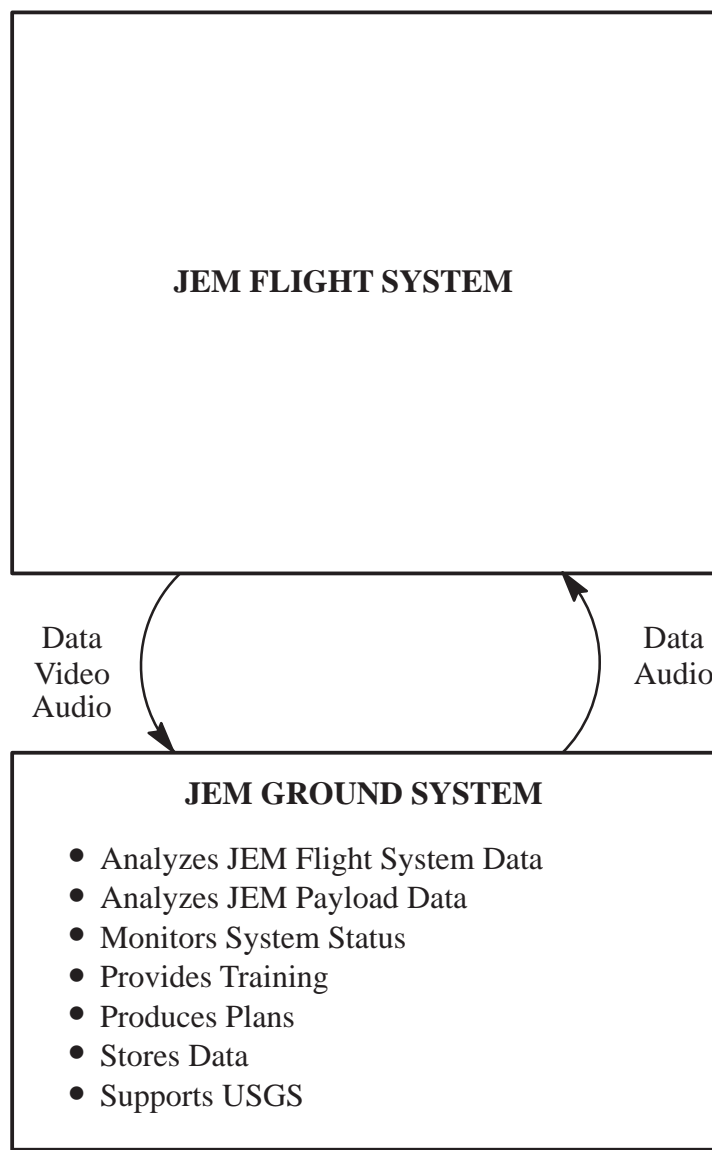 JEM FLIGHT SYSTEM
Data
Video
Audio
Data
Audio
JEM GROUND SYSTEM
• Analyzes JEM Flight System Data
• Analyzes JEM Payload Data
• Monitors System Status
• Provides Training
• Produces Plans
• Stores Data
• Supports USGS